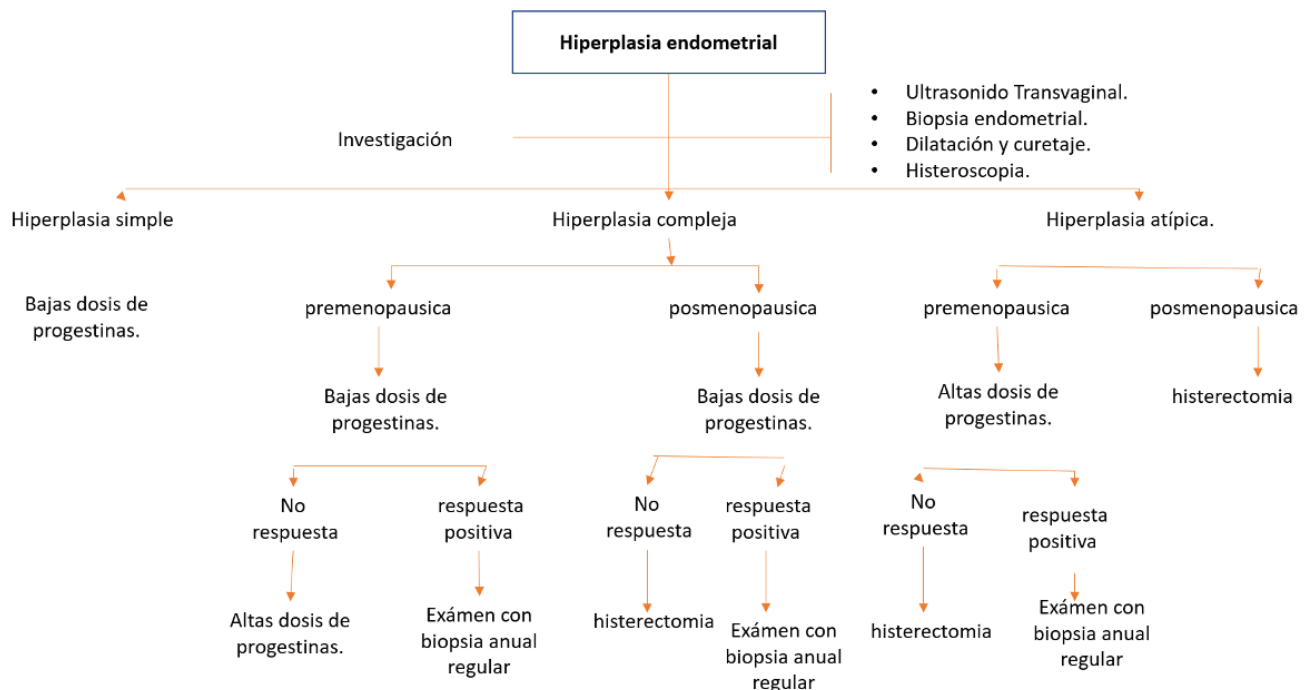 Hiperplasia endometrial
• Ultrasonido Transvaginal.
• Biopsia endometrial.
• Dilatación y curetaje.
• Histeroscopia.
Investigación
Hiperplasia simple
Hiperplasia compleja
Hiperplasia atípica.
Bajas dosis de
progestinas.
premenopausica
posmenopausica
premenopausica
posmenopausica
Bajas dosis de
progestinas.
Bajas dosis de
progestinas.
Altas dosis de
progestinas.
histerectomia
No
respuesta
respuesta
positiva
No
respuesta
respuesta
positiva
No
respuesta
respuesta
positiva
Altas dosis de
progestinas.
Exámen con
biopsia anual
regular
histerectomia
Exámen con
biopsia anual
regular
histerectomia
Exámen con
biopsia anual
regular